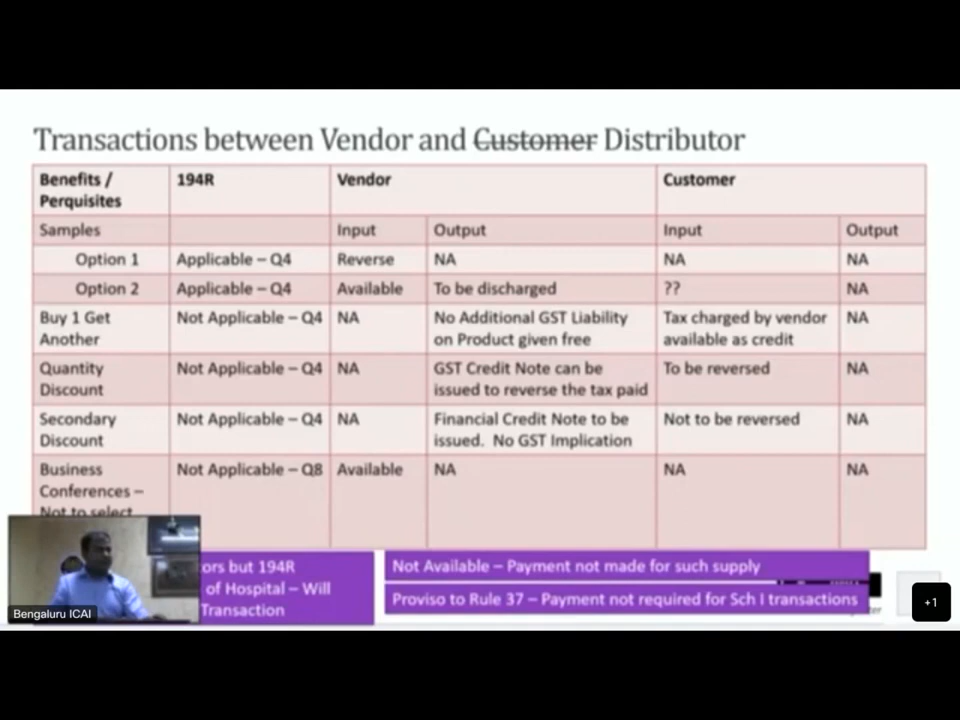 Transactions between Vendor and Customer Distributor
Benefits / Perquisites 194R Vendor Customer
Samples Input Output Input Output
Option 1 Applicable – Q4 Reverse NA NA NA
Option 2 Applicable – Q4 Available To be discharged ?? NA
Buy 1 Get Another Not Applicable – Q4 NA No Additional GST Liability on Product given free Tax charged by vendor available as credit NA
Quantity Discount Not Applicable – Q4 NA GST Credit Note can be issued to reverse the tax paid To be reversed NA
Secondary Discount Not Applicable – Q4 NA Financial Credit Note to be issued. No GST Implication Not to be reversed NA
Business Conferences – Not to select Not Applicable – Q8 Available NA NA NA
ors but 194R
of Hospital – Will
Transaction
Not Available – Payment not made for such supply
Proviso to Rule 37 – Payment not required for Sch I transactions
Bengaluru ICAI
+1